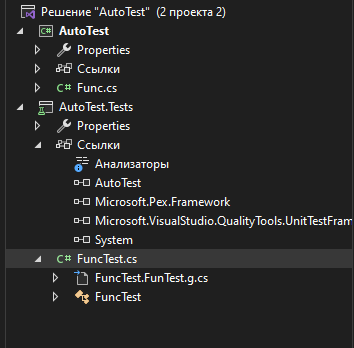 Решение "AutoTest" (2 проекта 2)
C# AutoTest
Properties
Ссылки
C# Func.cs
AutoTest.Tests
Properties
Ссылки
Анализаторы
AutoTest
Microsoft.Pex.Framework
Microsoft.VisualStudio.QualityTools.UnitTestFram
System
C# FuncTest.cs
FuncTest.FunTest.g.cs
FuncTest